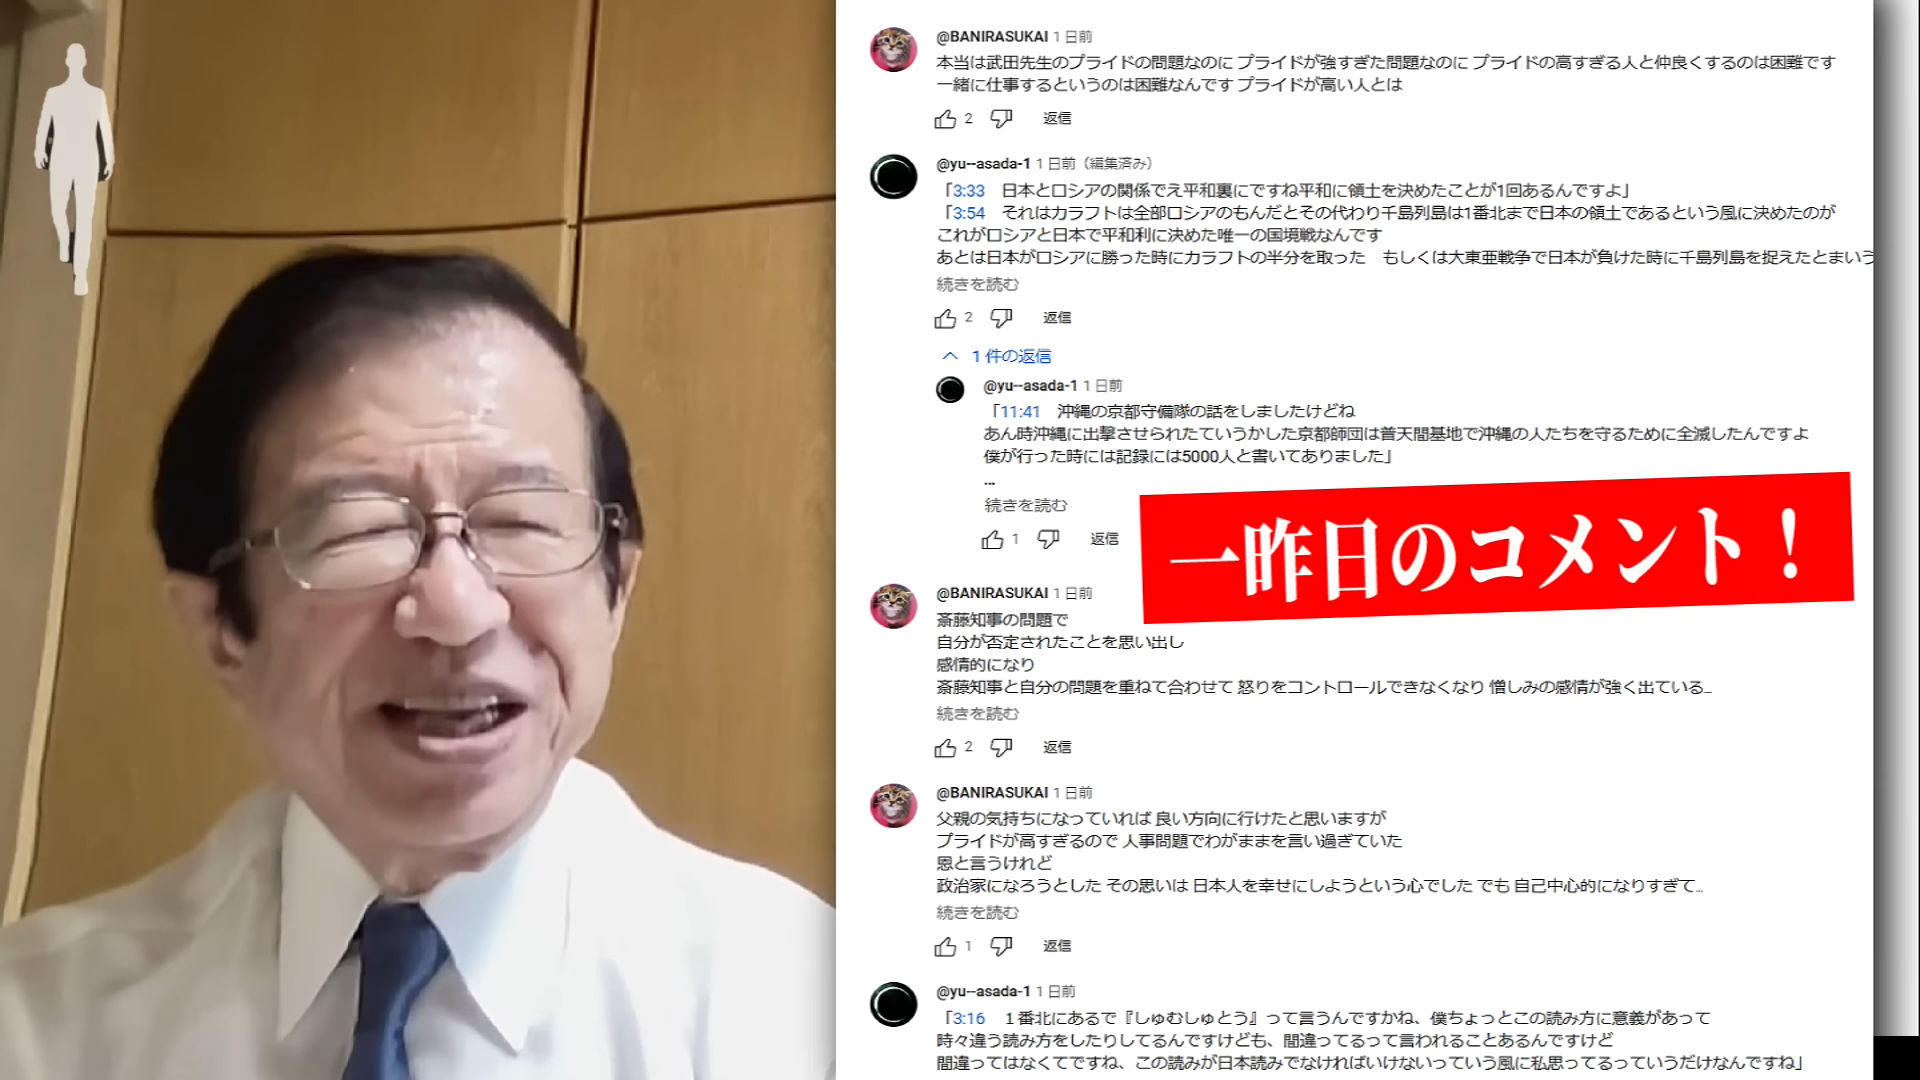 @BANIRASUKAI 1 日前
本当は武田先生のプライドの問題なのに プライドが強すぎた問題なのに プライドの高すぎる人と仲良くするのは困難です
一緒に仕事するというのは困難なんです プライドが高い人とは
2 返信
@yu--asada-1 1 日前（編集済み）
「3:33　日本とロシアの関係でえ平和裏にですね平和に領土を決めたことが1回あるんですよ」
「3:54　それはカラフトは全部ロシアのもんだとその代わり千島列島は1番北まで日本の領土であるという風に決めたのが
これがロシアと日本で平和利に決めた唯一の国境戦なんです
あとは日本がロシアに勝った時にカラフトの半分を取った　もしくは大東亜戦争で日本が負けた時に千島列島を捉えたとまいう
続きを読む
2 返信
1 件の返信
@yu--asada-1 1 日前
「11:41　沖縄の京都守備隊の話をしましたけどね
あん時沖縄に出撃させられたていうかした京都師団は普天間基地で沖縄の人たちを守るために全滅したんですよ
僕が行った時には記録には5000人と書いてありました」
...
続きを読む
1 返信
一昨日のコメント！
@BANIRASUKAI 1 日前
斎藤知事の問題で
自分が否定されたことを思い出し
感情的になり
斎藤知事と自分の問題を重ねて合わせて 怒りをコントロールできなくなり 憎しみの感情が強く出ている...
続きを読む
2 返信
@BANIRASUKAI 1 日前
父親の気持ちになっていれば 良い方向に行けたと思いますが
プライドが高すぎるので 人事問題でわがままを言い過ぎていた
恩と言うけれど
政治家になろうとした その思いは 日本人を幸せにしようという心でした でも 自己中心的になりすぎて...
続きを読む
1 返信
@yu--asada-1 1 日前
「3:16　１番北にあるで『しゅむしゅとう』って言うんですかね、僕ちょっとこの読み方に意義があって
時々違う読み方をしたりしてるんですけども、間違ってるって言われることあるんですけど
間違ってはなくてですね、この読みが日本読みでなければいけないっていう風に私思ってるっていうだけなんですね」